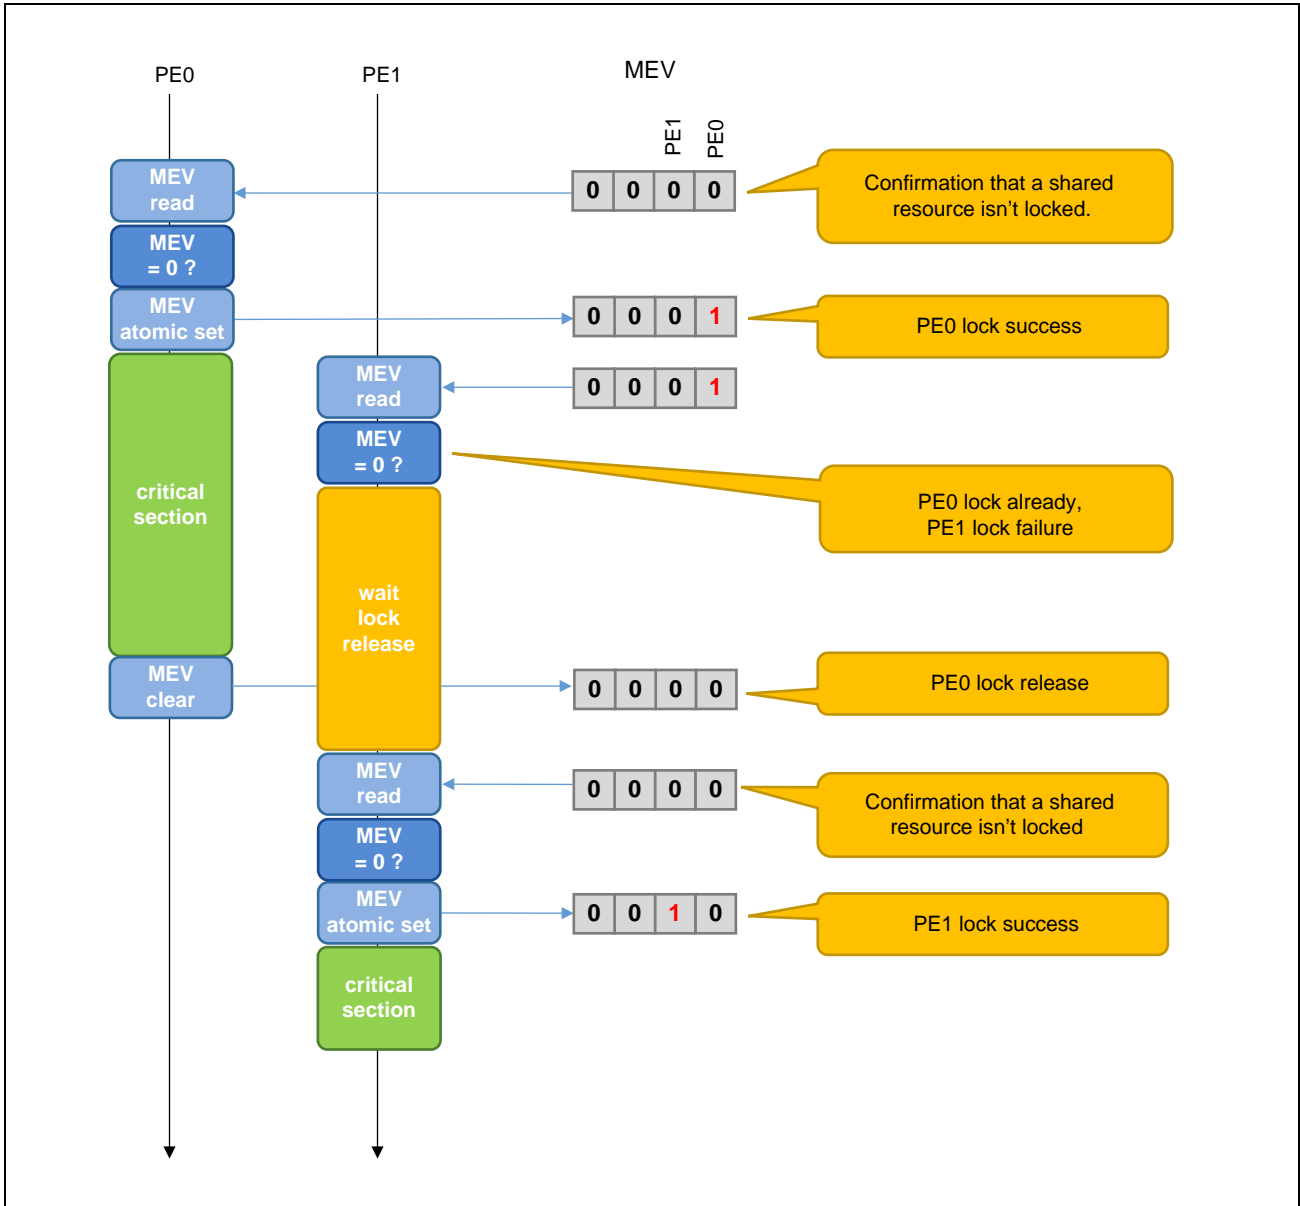 PE0
PE1
MEV
PE1
PE0
MEV
read
0 0 0 0
Confirmation that a shared
resource isn't locked.
MEV
= 0 ?
MEV
atomic set
0 0 0 1
PE0 lock success
MEV
read
0 0 0 1
MEV
= 0 ?
critical
section
PE0 lock already,
PE1 lock failure
wait
lock
release
MEV
clear
0 0 0 0
PE0 lock release
MEV
read
0 0 0 0
Confirmation that a shared
resource isn't locked
MEV
= 0 ?
MEV
atomic set
0 0 1 0
PE1 lock success
critical
section